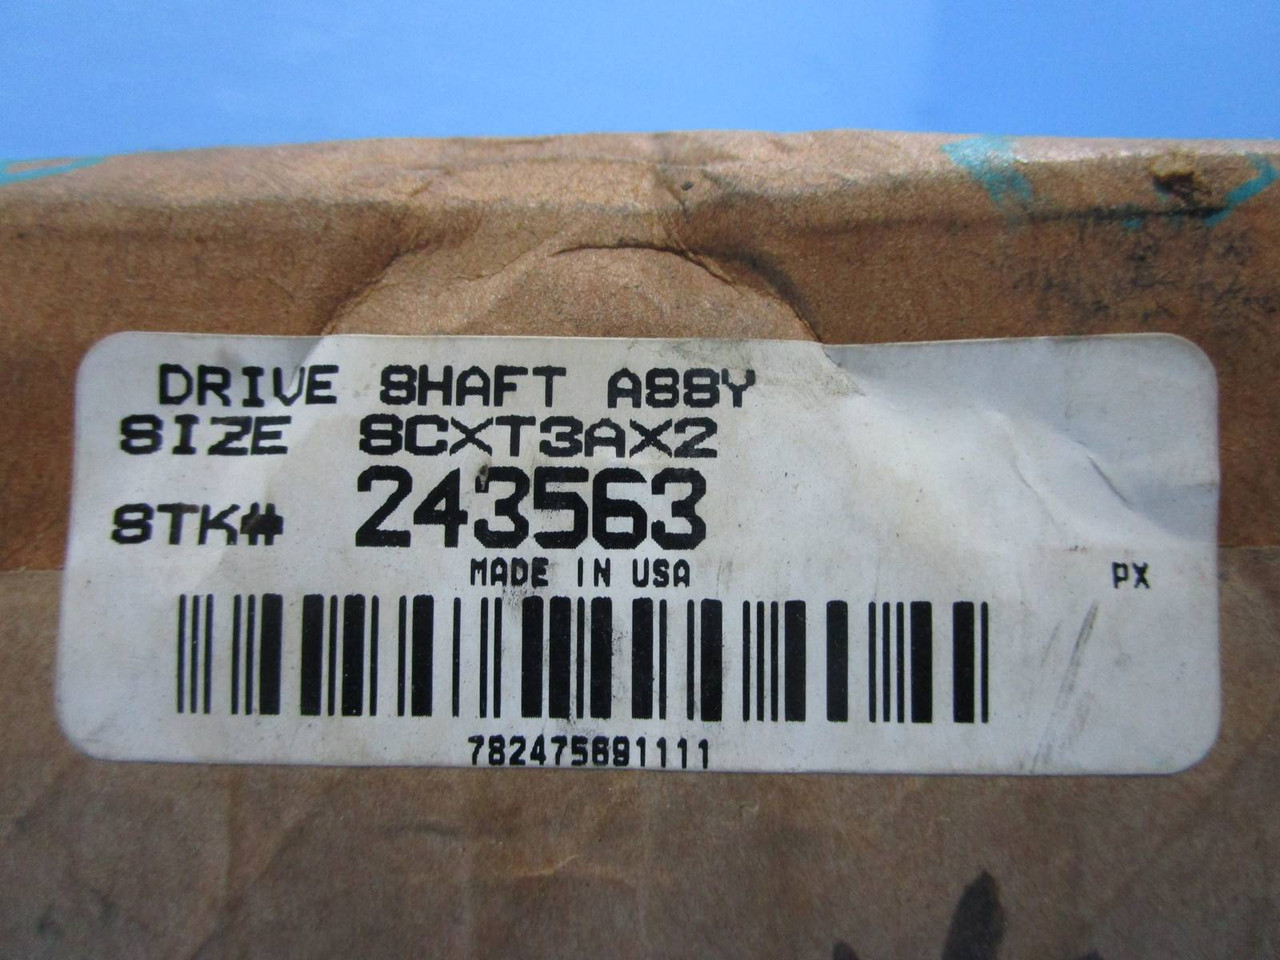 DRIVE SHAFT ASSY
SIZE SCXT3AX2
STK# 243563
MADE IN USA
PX
782475691111